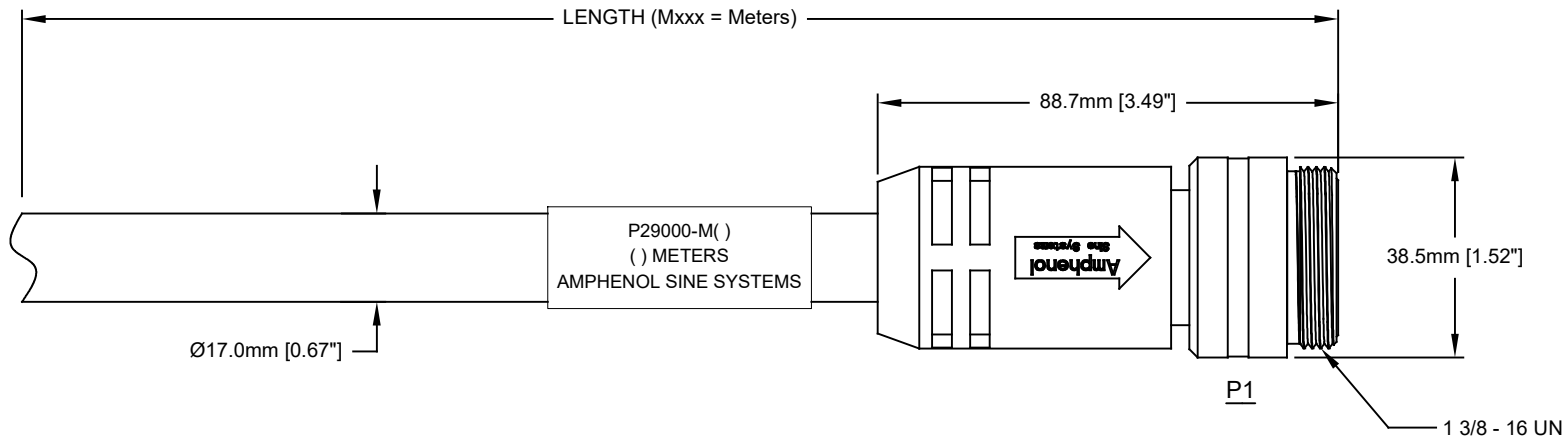 LENGTH (Mxxx = Meters)
88.7mm [3.49"]
P29000-M( )
( ) METERS
AMPHENOL SINE SYSTEMS
Amphenol
Sine Systems
38.5mm [1.52"]
Ø17.0mm [0.67"]
P1
1 3/8 - 16 UN